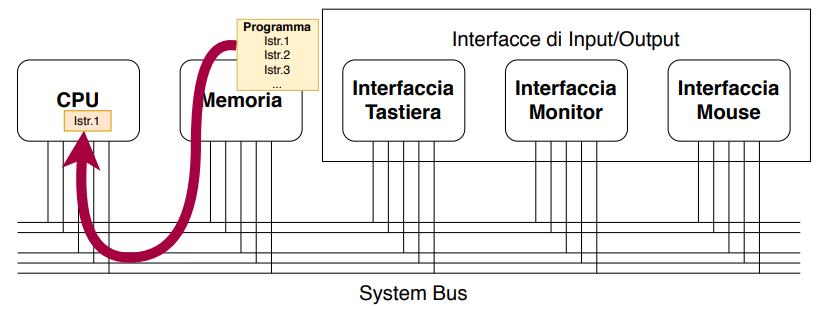 Programma
Istr.1
Istr.2
Istr.3
...
Interfacce di Input/Output
CPU
Istr.1
Memoria
Interfaccia
Tastiera
Interfaccia
Monitor
Interfaccia
Mouse
System Bus